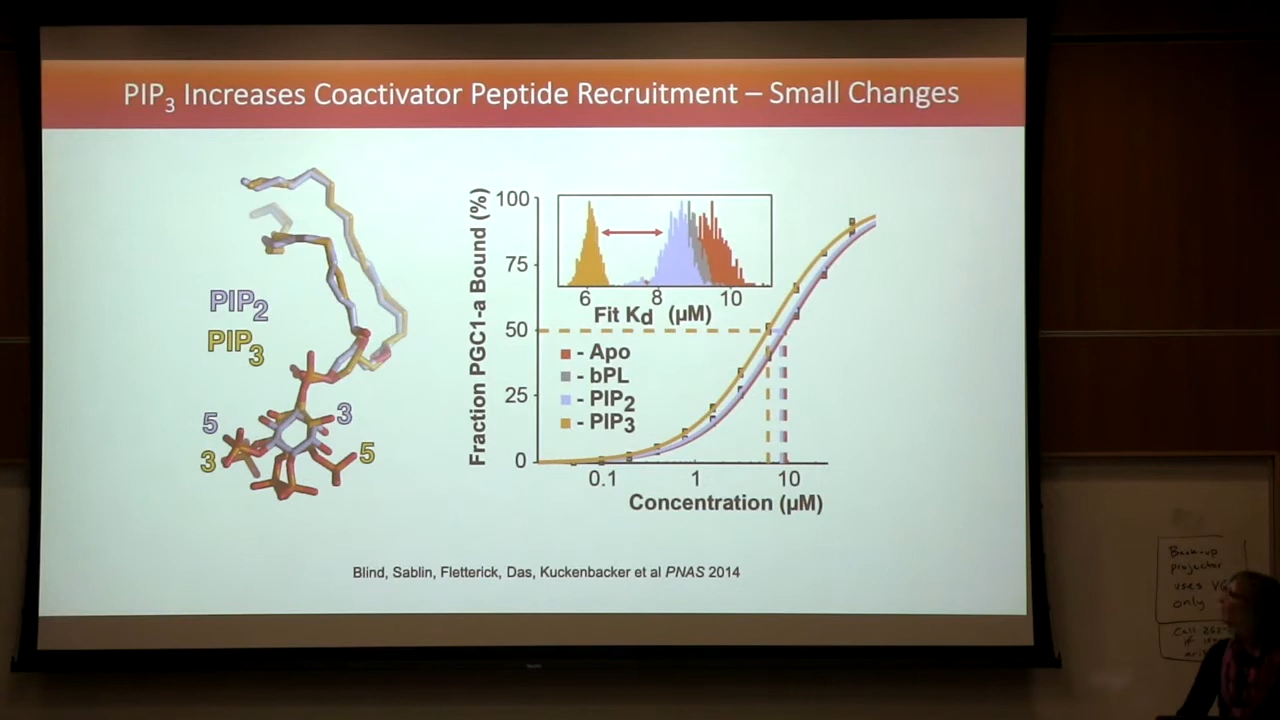 PIP3 Increases Coactivator Peptide Recruitment – Small Changes
PIP2
PIP3
5
3
3
5
Fraction PGC1-a Bound (%)
100
75
50
25
0
6
8
10
Fit Kd (µM)
- Apo
- bPL
- PIP2
- PIP3
0.1
1
10
Concentration (µM)
Blind, Sablin, Fletterick, Das, Kuckenbacker et al PNAS 2014
Back-up
projector
uses
only
Call
if